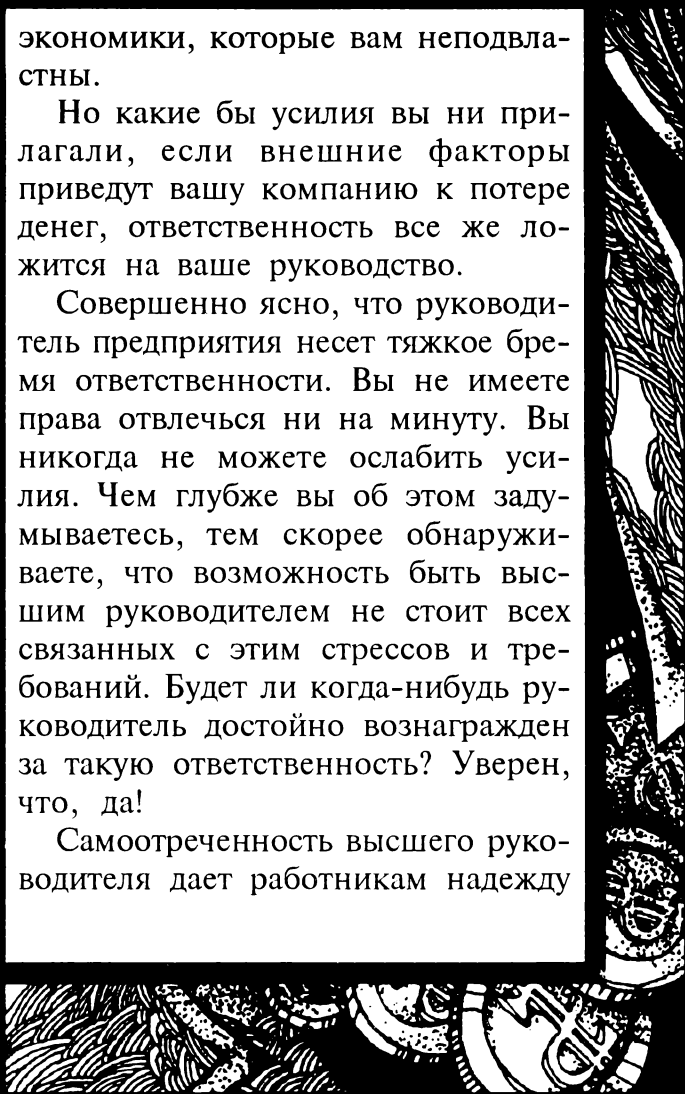 экономики, которые вам неподвла-
стны.
Но какие бы усилия вы ни при-
лагали, если внешние факторы
приведут вашу компанию к потере
денег, ответственность все же ло-
жится на ваше руководство.
Совершенно ясно, что руководи-
тель предприятия несет тяжкое бре-
мя ответственности. Вы не имеете
права отвлечься ни на минуту. Вы
никогда не можете ослабить уси-
лия. Чем глубже вы об этом заду-
мываетесь, тем скорее обнаружи-
ваете, что возможность быть выс-
шим руководителем не стоит всех
связанных с этим стрессов и тре-
бований. Будет ли когда-нибудь ру-
ководитель достойно вознагражден
за такую ответственность? Уверен,
что, да!
Самоотреченность высшего руко-
водителя дает работникам надежду